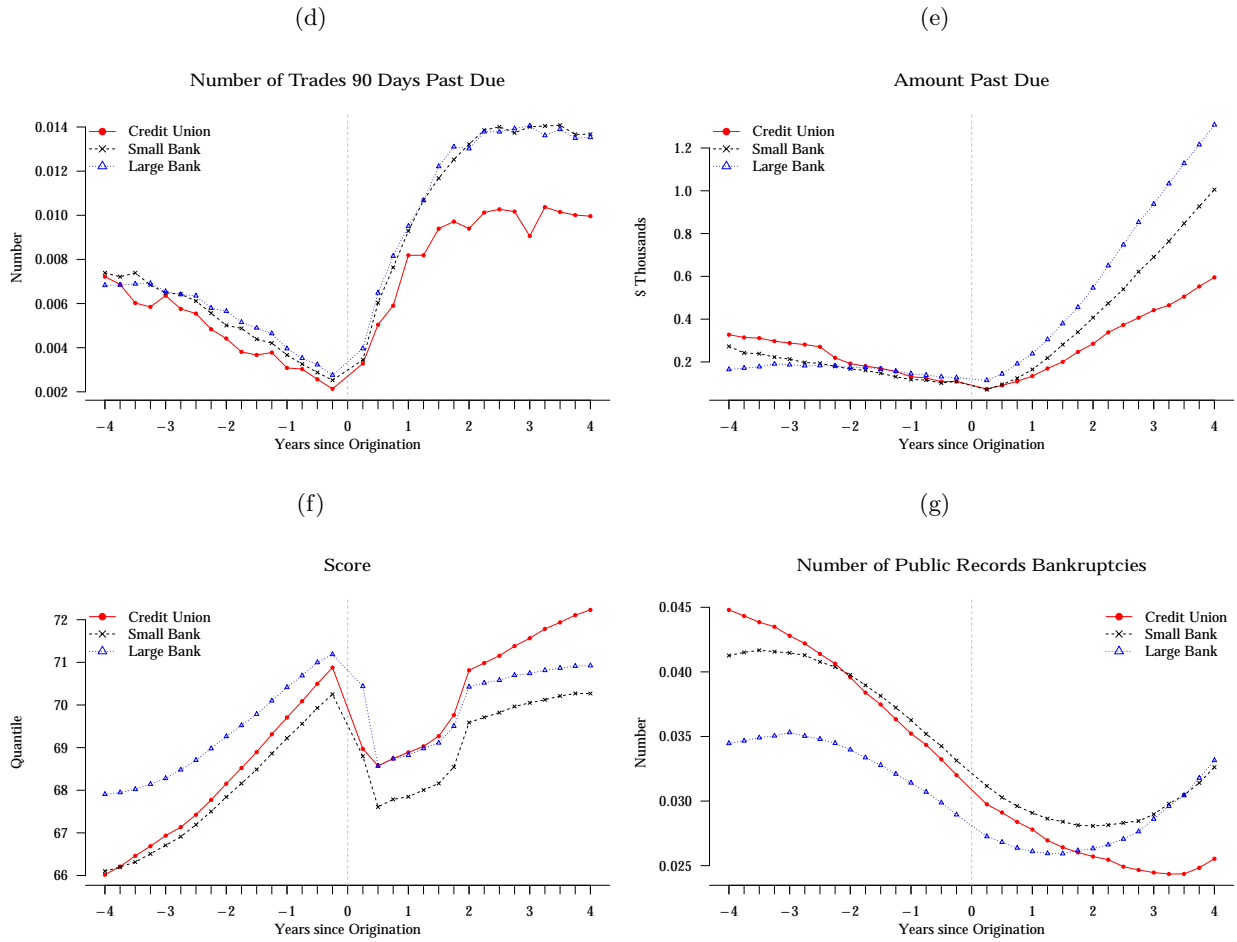 (d)
Number of Trades 90 Days Past Due
Credit Union
Small Bank
Large Bank
0.014
0.012
0.010
0.008
0.006
0.004
0.002
Number
−4 −3 −2 −1 0 1 2 3 4
Years since Origination
(e)
Amount Past Due
Credit Union
Small Bank
Large Bank
1.2
1.0
0.8
0.6
0.4
0.2
$ Thousands
−4 −3 −2 −1 0 1 2 3 4
Years since Origination
(f)
Score
Credit Union
Small Bank
Large Bank
72
71
70
69
68
67
66
Quantile
−4 −3 −2 −1 0 1 2 3 4
Years since Origination
(g)
Number of Public Records Bankruptcies
Credit Union
Small Bank
Large Bank
0.045
0.040
0.035
0.030
0.025
Number
−4 −3 −2 −1 0 1 2 3 4
Years since Origination